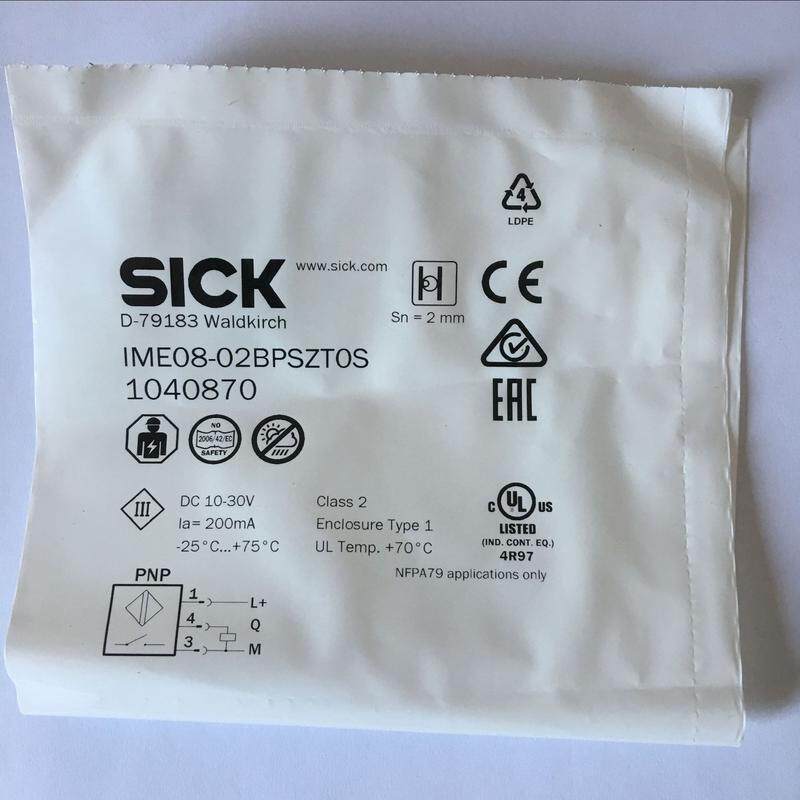 4
LDPE
SICK www.sick.com
D-79183 Waldkirch
Sn = 2 mm
CE
IME08-02BPSZT0S
1040870
EAC
NO
2006/42/EC
SAFETY
III
DC 10-30V
Ia= 200mA
-25°C...+75°C
Class 2
Enclosure Type 1
UL Temp. +70°C
C UL US
LISTED
(IND. CONT. EQ.)
4R97
NFPA79 applications only
PNP
1 L+
4 Q
3 M